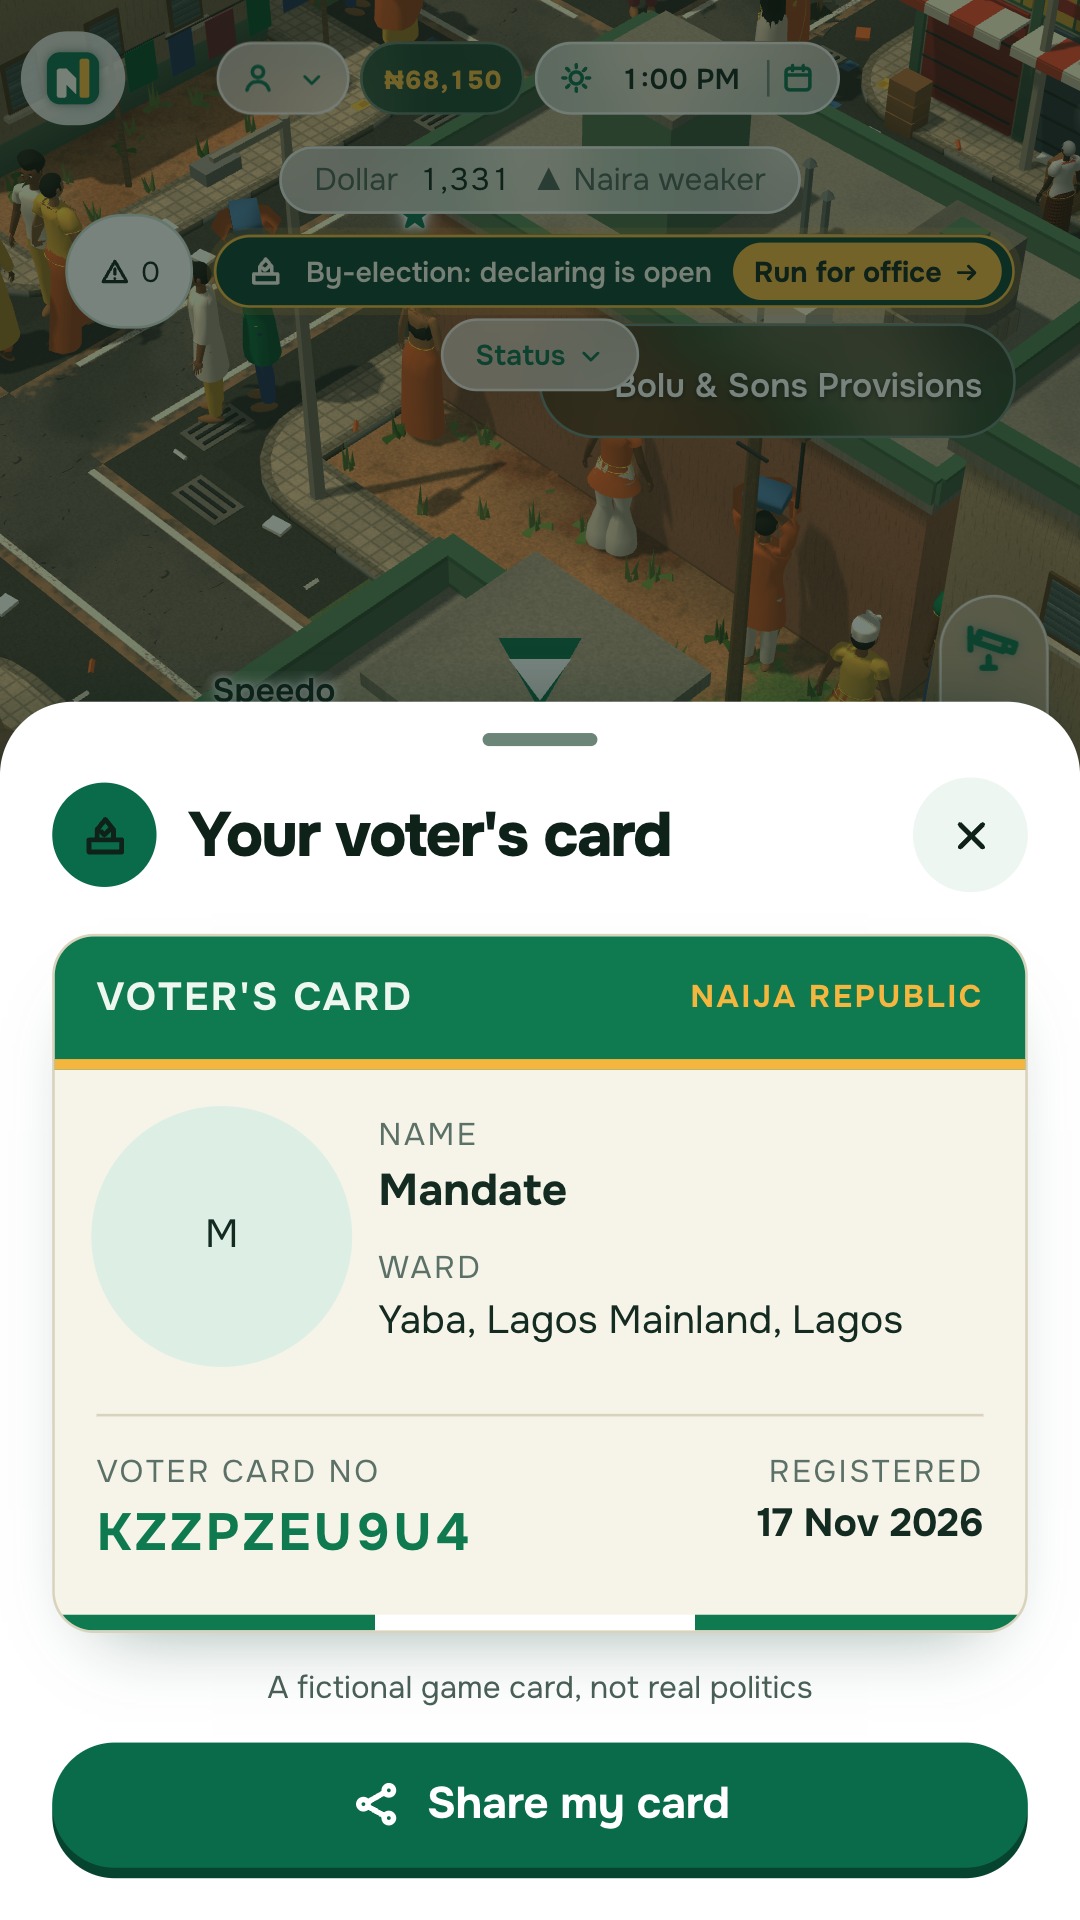 ₦68,150
1:00 PM
Dollar 1,331 ▲ Naira weaker
0
By-election: declaring is open
Run for office →
Status
Bolu & Sons Provisions
Speedo
Your voter's card
VOTER'S CARD
NAIJA REPUBLIC
M
NAME
Mandate
WARD
Yaba, Lagos Mainland, Lagos
VOTER CARD NO
REGISTERED
KZZPZEU9U4
17 Nov 2026
A fictional game card, not real politics
Share my card